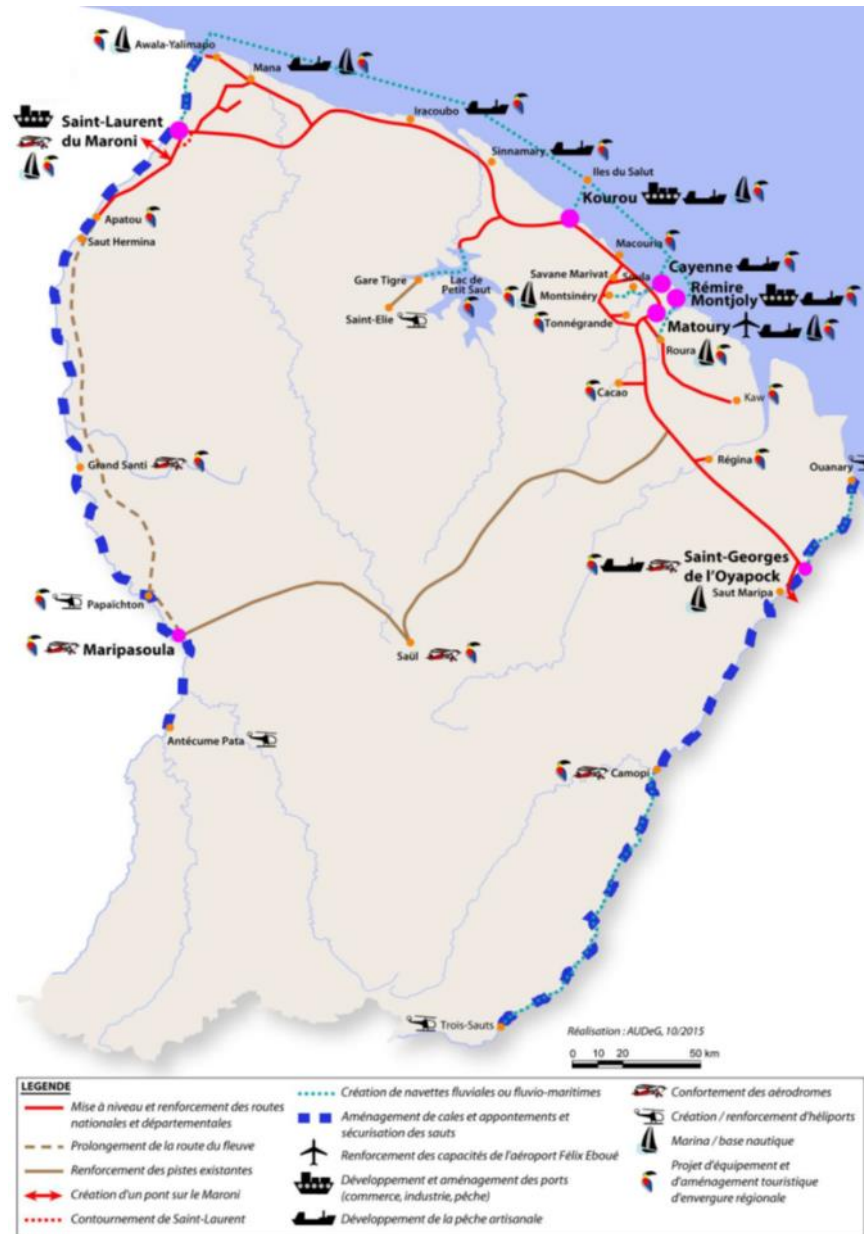 Awala-Yalimapo
Mana
Iracoubo
Saint-Laurent
du Maroni
Sinnamary
Iles du Salut
Kourou
Apatou
Saut Hermina
Macouria
Cayenne
Gare Tigre
Lac de
Petit Saut
Savane Marivat
Soula
Rémire
Montjoly
Montsinéry
Saint-Elie
Tonnégrande
Matoury
Roura
Cacao
Kaw
Grand Santi
Régina
Ouanary
Saint-Georges
de l'Oyapock
Saut Maripa
Papaïchton
Maripasoula
Saül
Antécume Pata
Camopi
Trois-Sauts
Réalisation : AUDeG, 10/2015
0 10 20 50 km
LEGENDE
Mise à niveau et renforcement des routes
nationales et départementales
Prolongement de la route du fleuve
Renforcement des pistes existantes
Création d'un pont sur le Maroni
Contournement de Saint-Laurent
Création de navettes fluviales ou fluvio-maritimes
Aménagement de cales et appontements et
sécurisation des sauts
Renforcement des capacités de l'aéroport Félix Eboué
Développement et aménagement des ports
(commerce, industrie, pêche)
Développement de la pêche artisanale
Confortement des aérodromes
Création / renforcement d'héliports
Marina / base nautique
Projet d'équipement et
d'aménagement touristique
d'envergure régionale